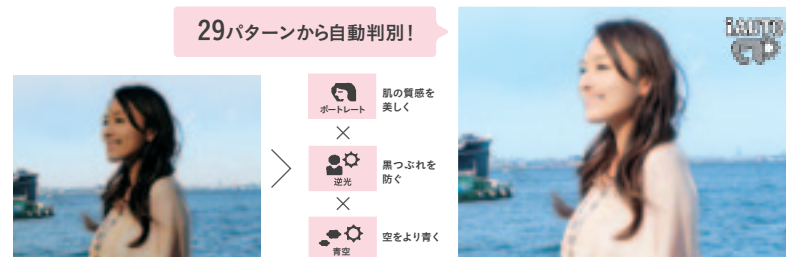 29パターンから自動判別!
iAUTO
ポートレート
肌の質感を
美しく
×
逆光
黒つぶれを
防ぐ
×
青空
空をより青く